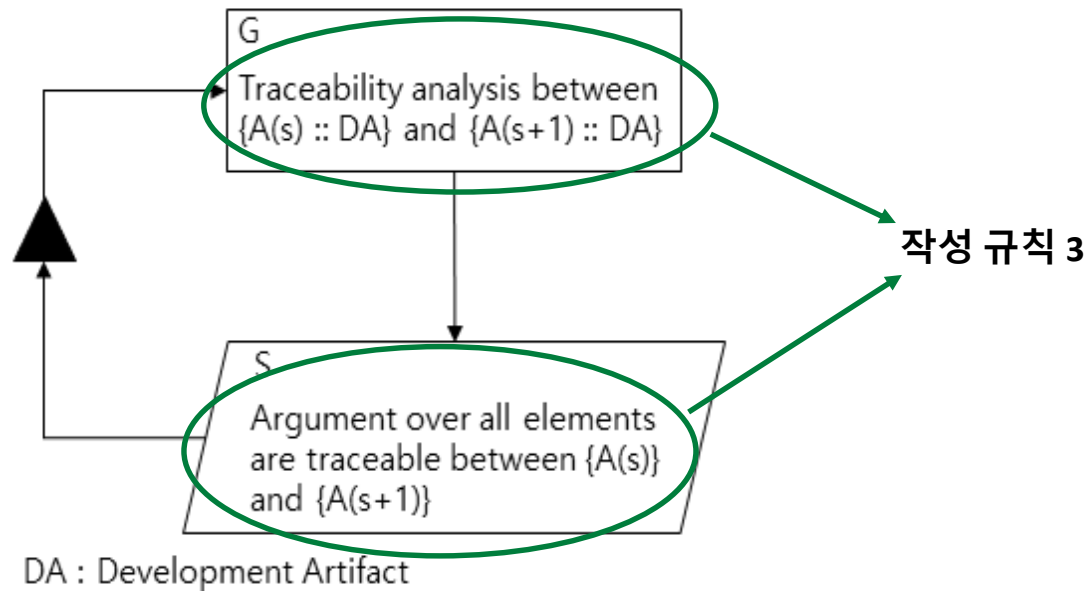 G
Traceability analysis between
{A(s) :: DA} and {A(s+1) :: DA}
작성 규칙 3
S
Argument over all elements
are traceable between {A(s)}
and {A(s+1)}
DA : Development Artifact